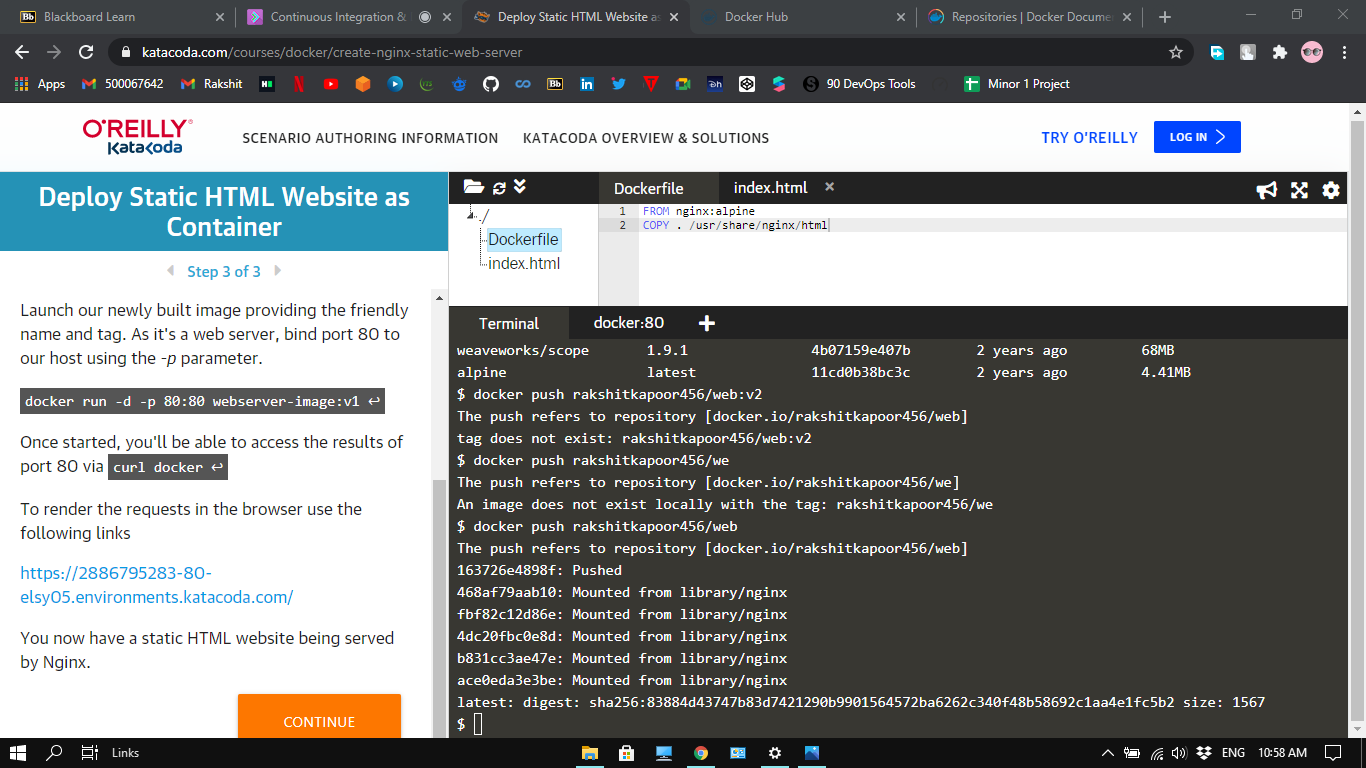 Blackboard Learn
Continuous Integration &
Deploy Static HTML Website as
Docker Hub
Repositories | Docker Docume
katacoda.com/courses/docker/create-nginx-static-web-server
Apps
500067642
Rakshit
90 DevOps Tools
Minor 1 Project
O'REILLY
Katacoda
SCENARIO AUTHORING INFORMATION
KATACODA OVERVIEW & SOLUTIONS
TRY O'REILLY
LOG IN
Deploy Static HTML Website as
Container
Step 3 of 3
Launch our newly built image providing the friendly
name and tag. As it's a web server, bind port 80 to
our host using the -p parameter.
docker run -d -p 80:80 webserver-image:v1 ↩
Once started, you'll be able to access the results of
port 80 via curl docker ↩
To render the requests in the browser use the
following links
https://2886795283-80-
elsy05.environments.katacoda.com/
You now have a static HTML website being served
by Nginx.
CONTINUE
./
Dockerfile
index.html
Dockerfile
index.html
1 FROM nginx:alpine
2 COPY . /usr/share/nginx/html
Terminal
docker:80
weaveworks/scope 1.9.1 4b07159e407b 2 years ago 68MB
alpine latest 11cd0b38bc3c 2 years ago 4.41MB
$ docker push rakshitkapoor456/web:v2
The push refers to repository [docker.io/rakshitkapoor456/web]
tag does not exist: rakshitkapoor456/web:v2
$ docker push rakshitkapoor456/we
The push refers to repository [docker.io/rakshitkapoor456/we]
An image does not exist locally with the tag: rakshitkapoor456/we
$ docker push rakshitkapoor456/web
The push refers to repository [docker.io/rakshitkapoor456/web]
163726e4898f: Pushed
468af79aab10: Mounted from library/nginx
fbf82c12d86e: Mounted from library/nginx
4dc20fbc0e8d: Mounted from library/nginx
b831cc3ae47e: Mounted from library/nginx
ace0eda3e3be: Mounted from library/nginx
latest: digest: sha256:83884d43747b83d7421290b9901564572ba6262c340f48b58692c1aa4e1fc5b2 size: 1567
$
Links
ENG
10:58 AM